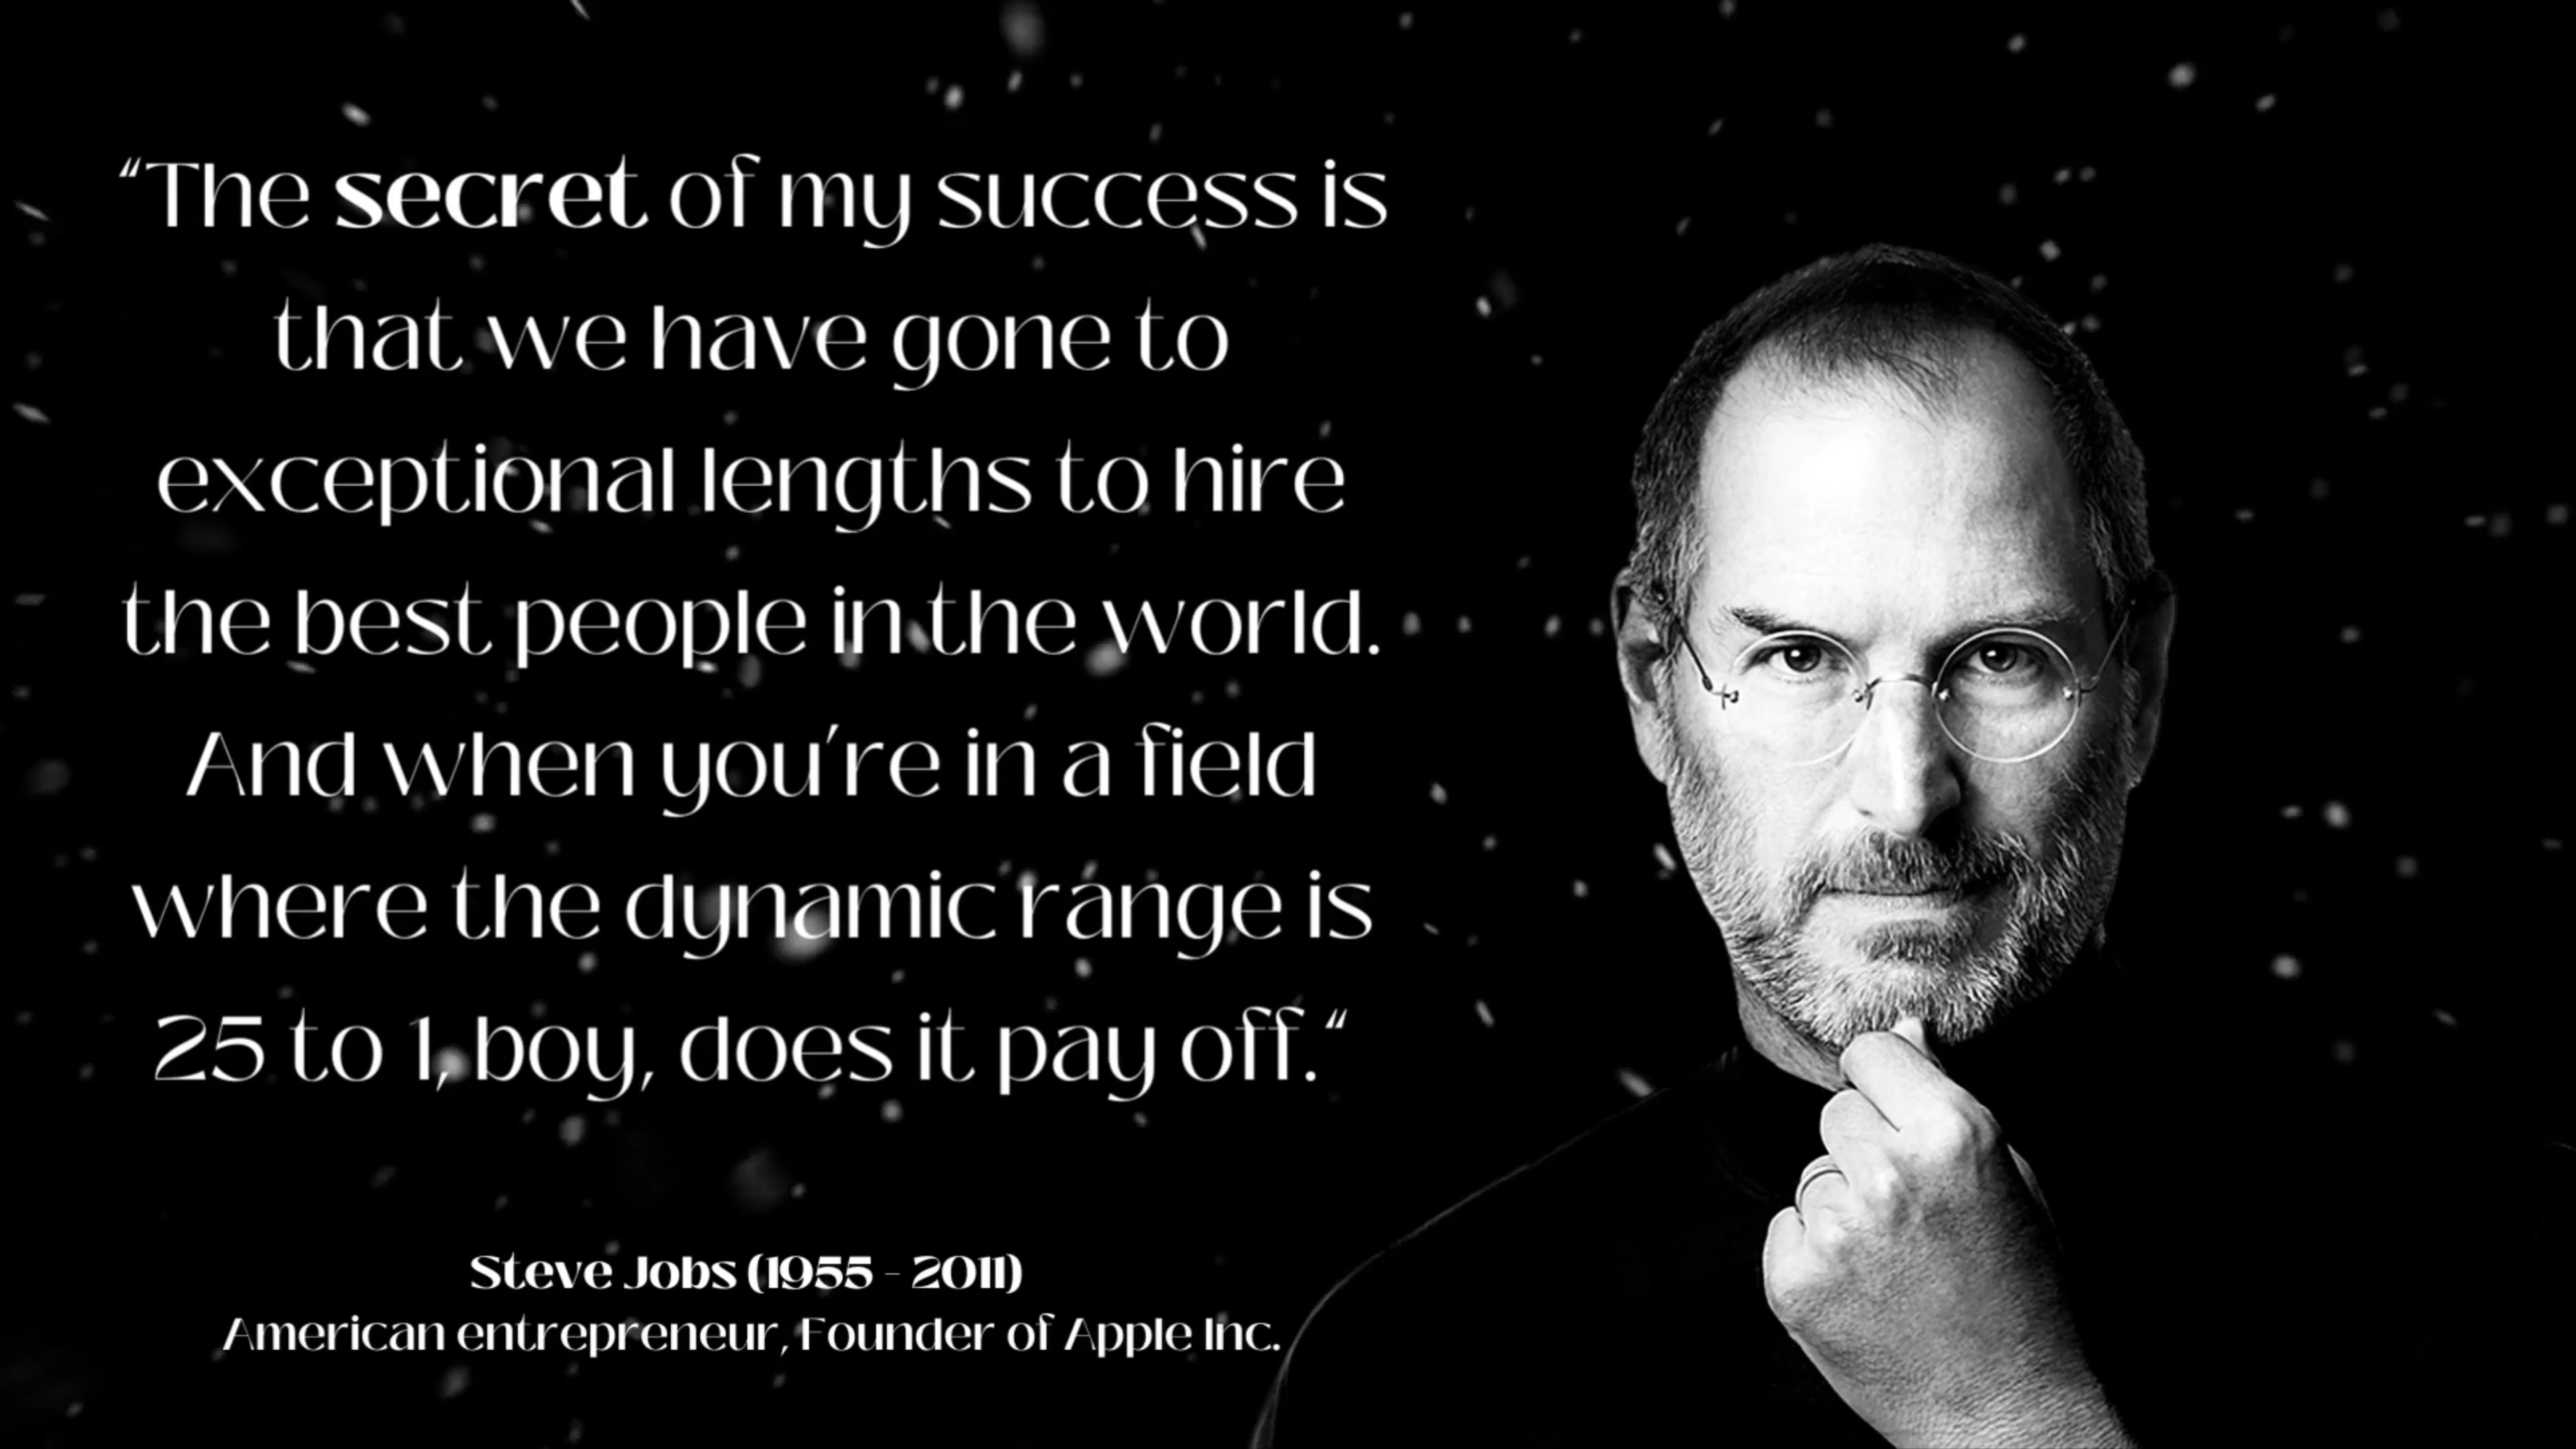 “The secret of my success is
that we have gone to
exceptional lengths to hire
the best people in the world.
And when you’re in a field
where the dynamic range is
25 to 1, boy, does it pay off.“
Steve Jobs (1955 - 2011)
American entrepreneur, Founder of Apple Inc.